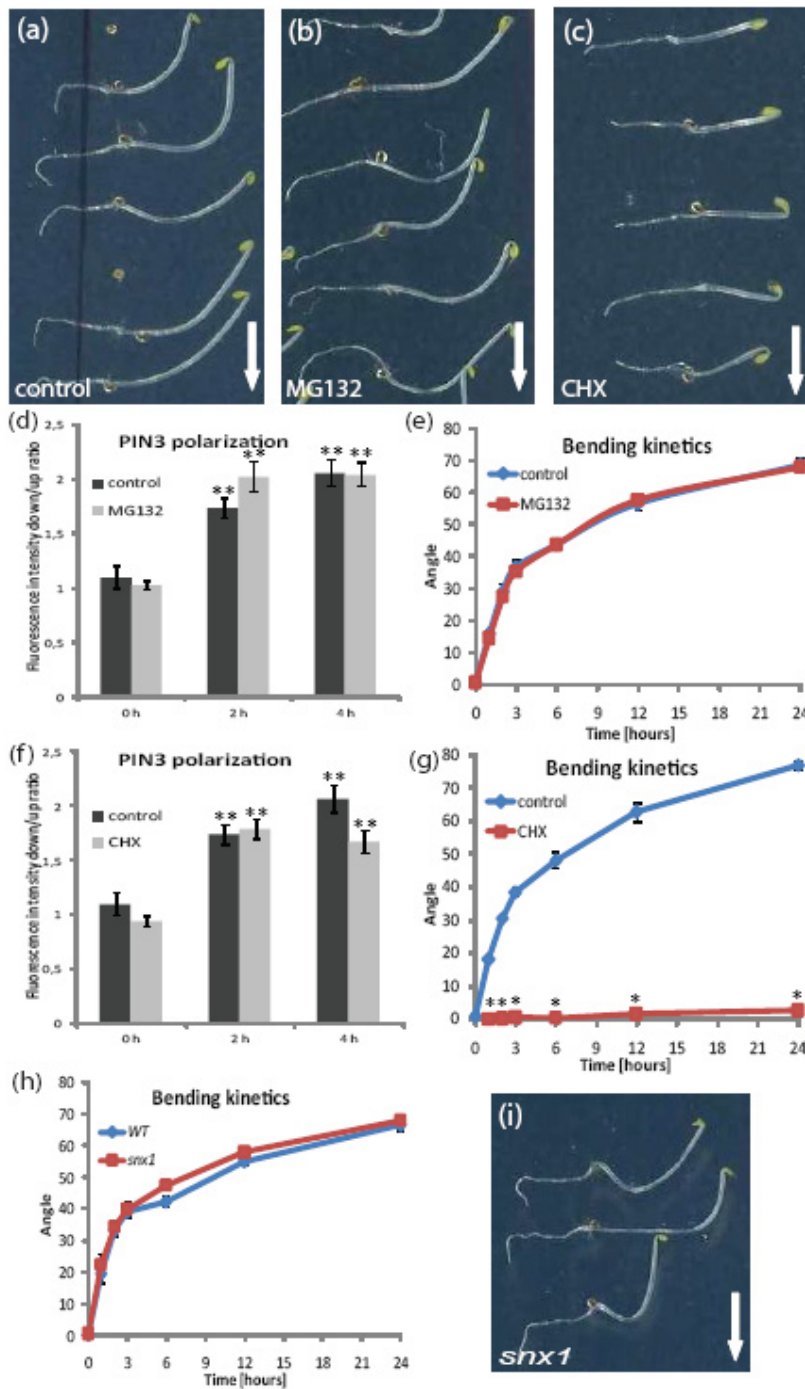 (a)
(b)
(c)
control
MG132
CHX
(d)
PIN3 polarization
control
MG132
Fluorescence intensity down/up ratio
2,5
2
1,5
1
0,5
0
** ** ** **
0 h
2 h
4 h
(e)
Bending kinetics
control
MG132
Angle
80
70
60
50
40
30
20
10
0
0 3 6 9 12 15 18 21 24
Time [hours]
(f)
PIN3 polarization
control
CHX
Fluorescence intensity down/up ratio
2,5
2
1,5
1
0,5
0
** ** ** **
0 h
2 h
4 h
(g)
Bending kinetics
control
CHX
Angle
80
70
60
50
40
30
20
10
0
* * * * * *
0 3 6 9 12 15 18 21 24
Time [hours]
(h)
Bending kinetics
WT
snx1
Angle
80
70
60
50
40
30
20
10
0
0 3 6 9 12 15 18 21 24
Time [hours]
(i)
snx1